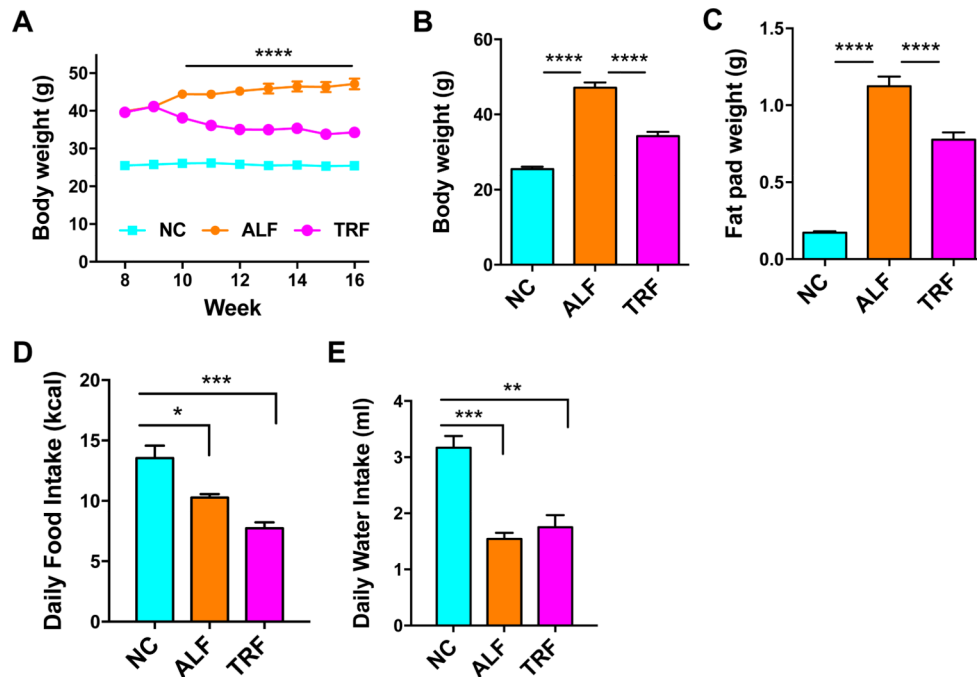 A
Body weight (g)
50
40
30
20
10
0
****
NC ALF TRF
8 10 12 14 16
Week
B
Body weight (g)
60
40
20
0
**** ****
NC ALF TRF
C
Fat pad weight (g)
1.5
1.0
0.5
0.0
**** ****
NC ALF TRF
D
Daily Food Intake (kcal)
20
15
10
5
0
***
*
NC ALF TRF
E
Daily Water Intake (ml)
4
3
2
1
0
**
***
NC ALF TRF